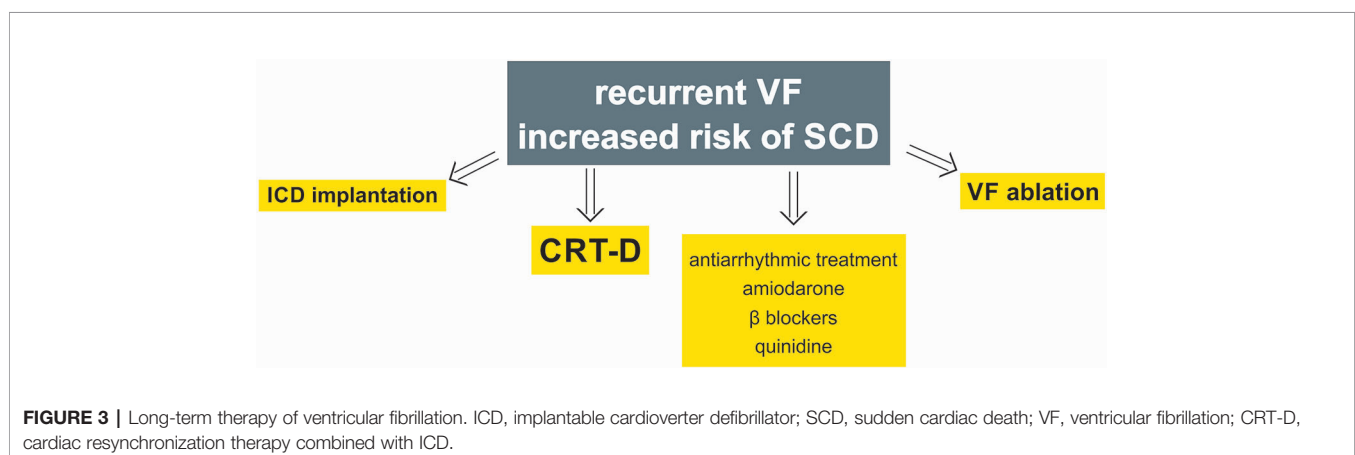 recurrent VF
increased risk of SCD
ICD implantation
VF ablation
CRT-D
antiarrhythmic treatment
amiodarone
β blockers
quinidine
FIGURE 3 | Long-term therapy of ventricular fibrillation. ICD, implantable cardioverter defibrillator; SCD, sudden cardiac death; VF, ventricular fibrillation; CRT-D,
cardiac resynchronization therapy combined with ICD.